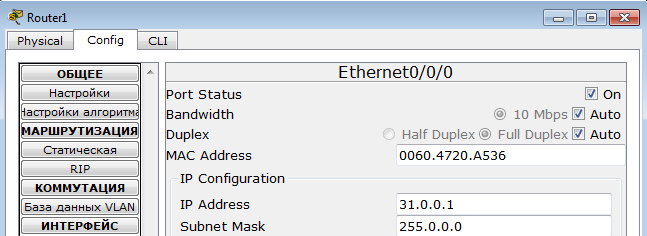 Router1
Physical Config CLI
ОБЩЕЕ
Настройки
Настройки алгоритма
МАРШРУТИЗАЦИЯ
Статическая
RIP
КОММУТАЦИЯ
База данных VLAN
ИНТЕРФЕЙС
Ethernet0/0/0
Port Status On
Bandwidth 10 Mbps Auto
Duplex Half Duplex Full Duplex Auto
MAC Address 0060.4720.A536
IP Configuration
IP Address 31.0.0.1
Subnet Mask 255.0.0.0